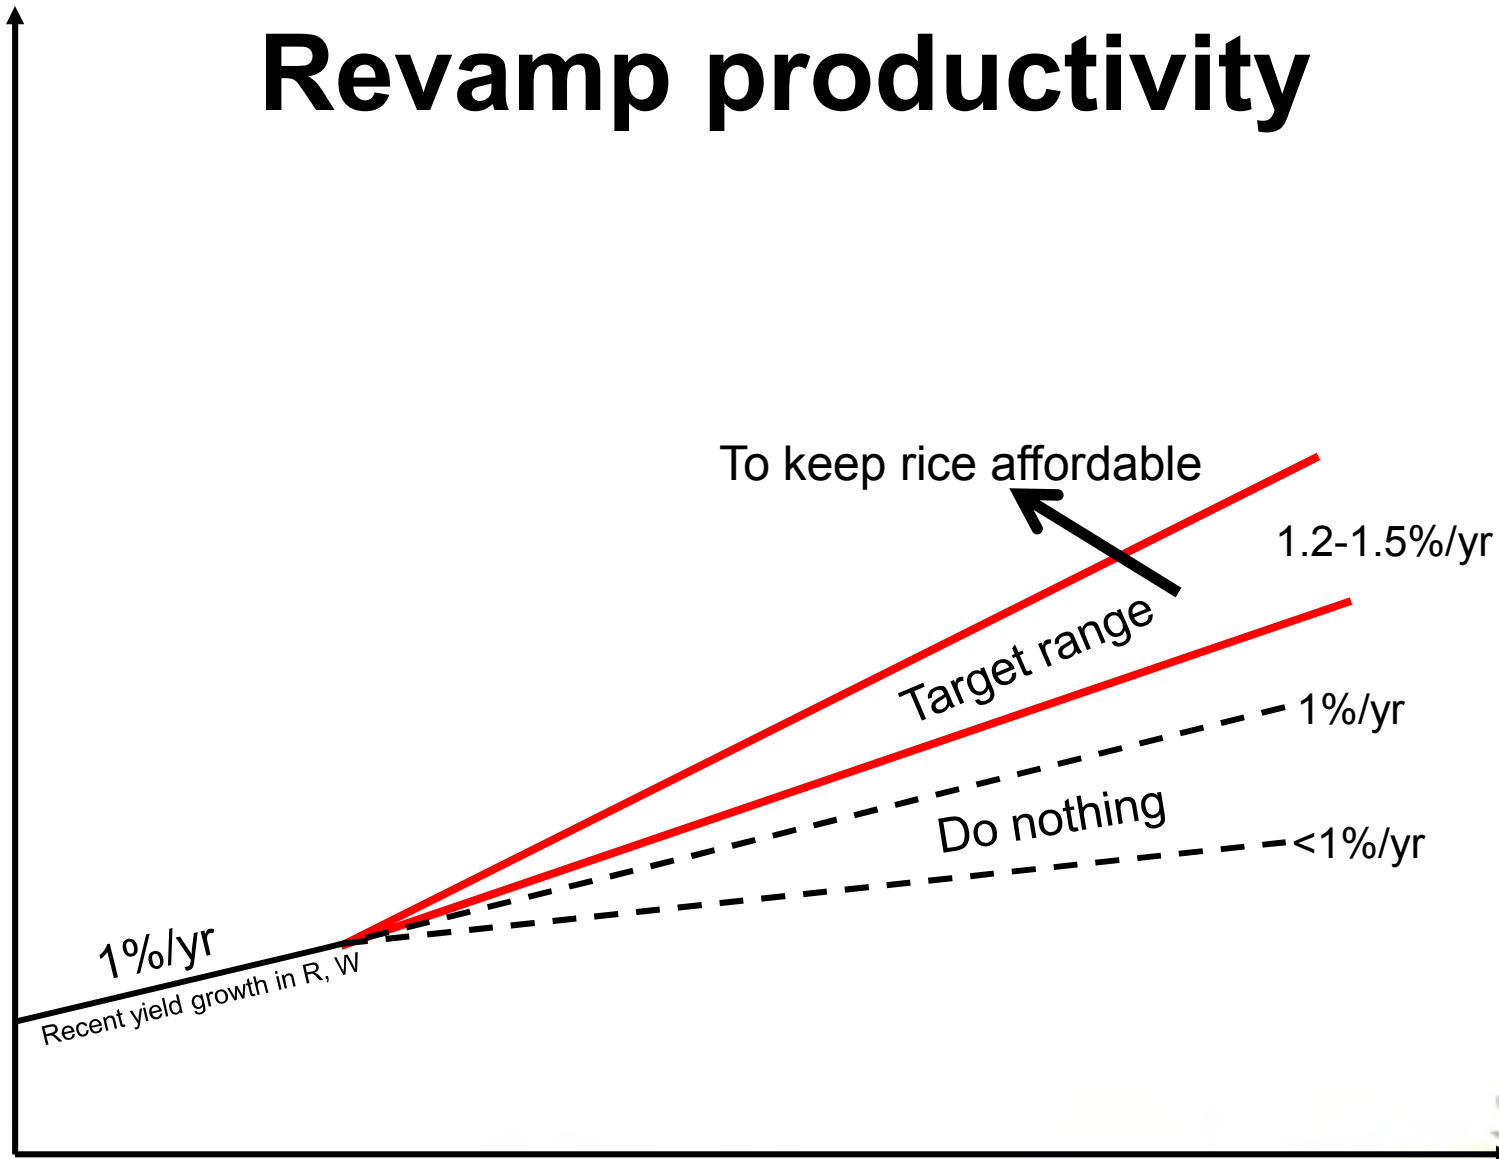 Revamp productivity
To keep rice affordable
1.2-1.5%/yr
Target range
1%/yr
Do nothing
<1%/yr
1%/yr
Recent yield growth in R, W